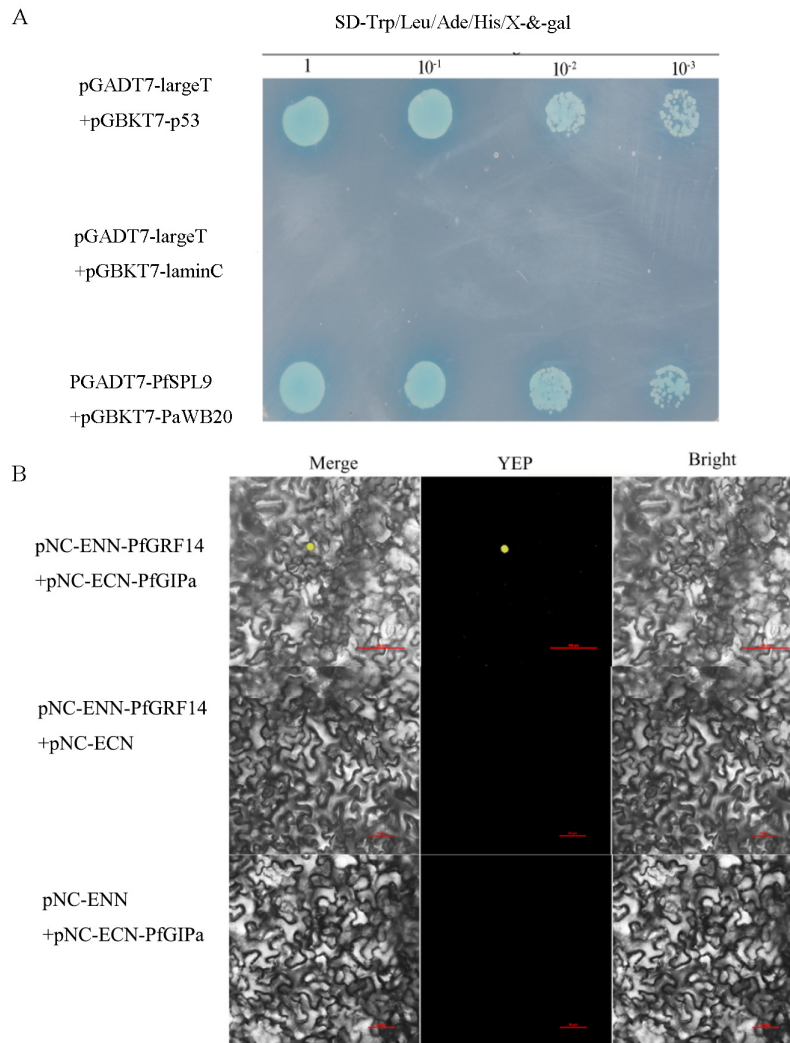 A
SD-Trp/Leu/Ade/His/X-&-gal
1 10-1 10-2 10-3
pGADT7-largeT
+pGBKT7-p53
pGADT7-largeT
+pGBKT7-laminC
PGADT7-PfSPL9
+pGBKT7-PaWB20
B
Merge YEP Bright
pNC-ENN-PfGRF14
+pNC-ECN-PfGIPa
pNC-ENN-PfGRF14
+pNC-ECN
pNC-ENN
+pNC-ECN-PfGIPa